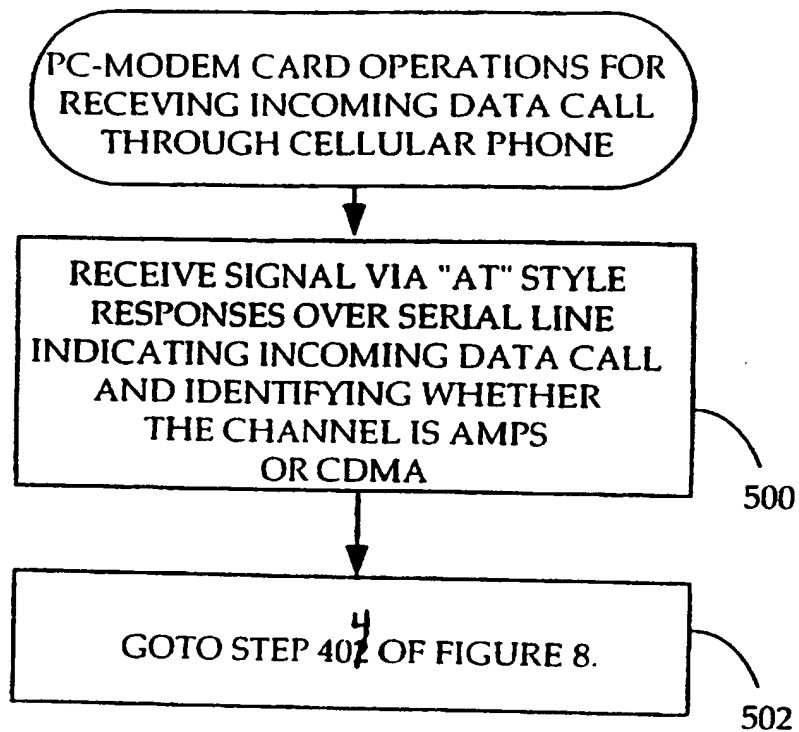 PC-MODEM CARD OPERATIONS FOR
RECEVING INCOMING DATA CALL
THROUGH CELLULAR PHONE
RECEIVE SIGNAL VIA "AT" STYLE
RESPONSES OVER SERIAL LINE
INDICATING INCOMING DATA CALL
AND IDENTIFYING WHETHER
THE CHANNEL IS AMPS
OR CDMA
500
4
GOTO STEP 402 OF FIGURE 8.
502